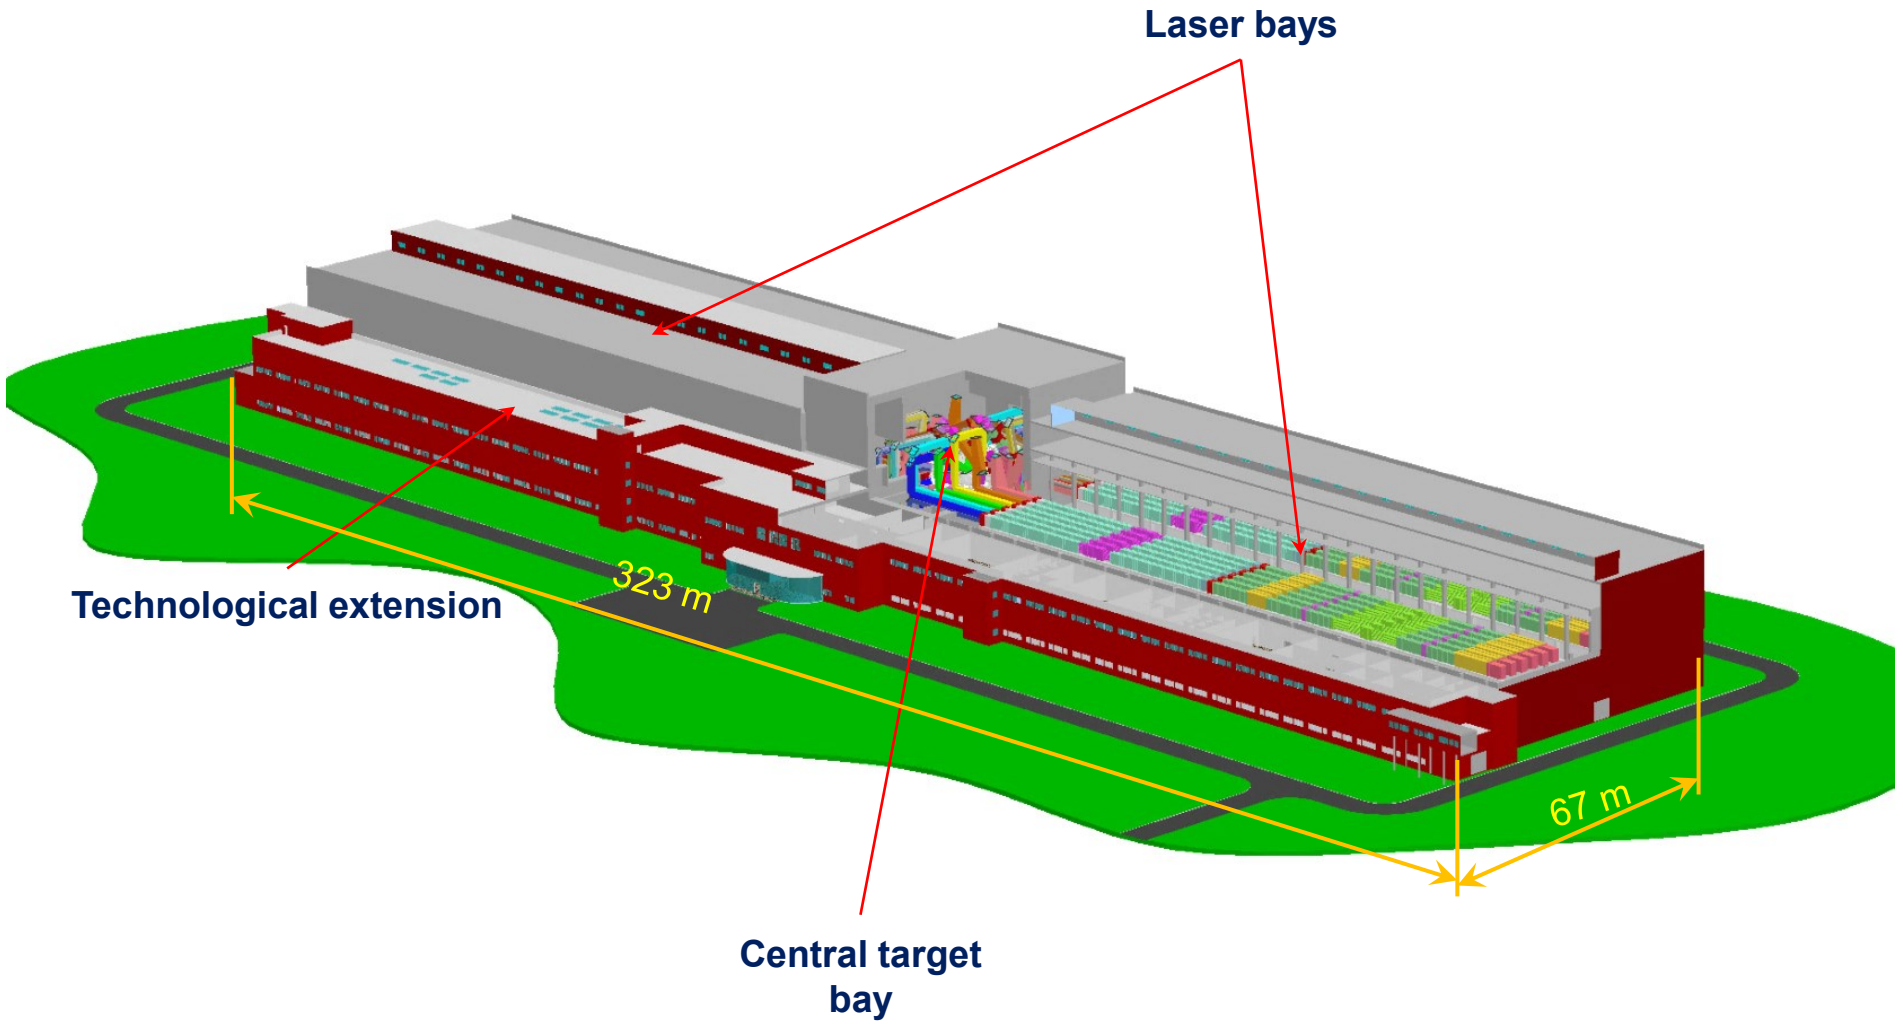 Laser bays
Technological extension
323 m
67 m
Central target
bay